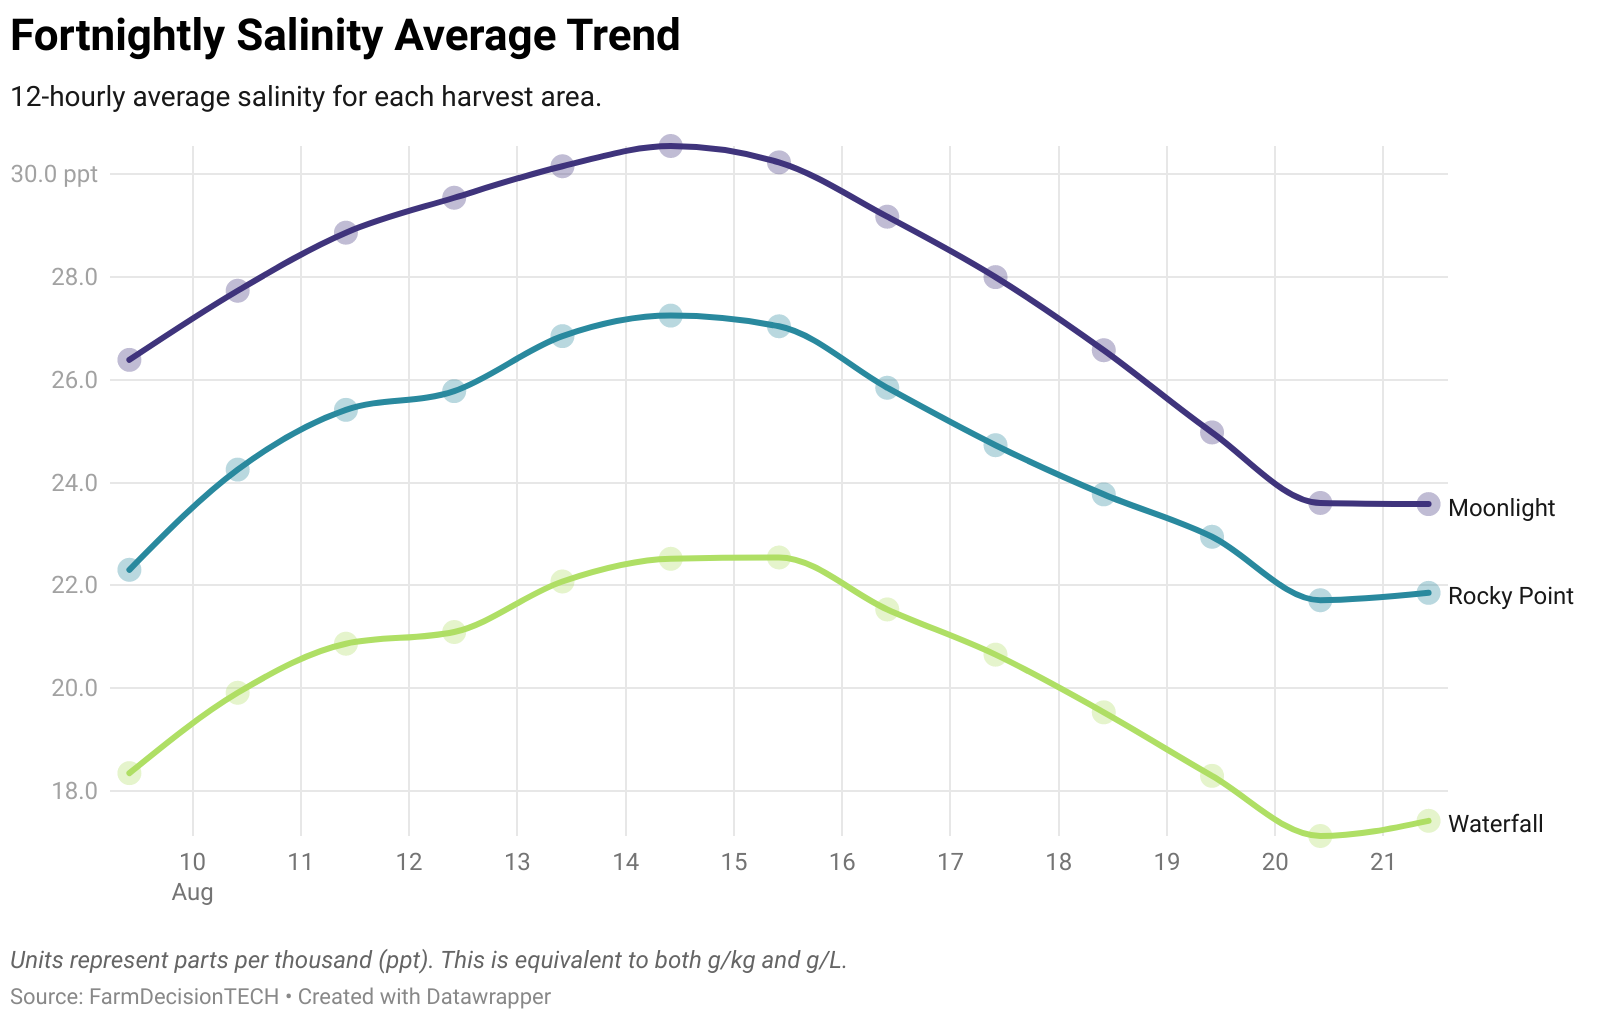 Fortnightly Salinity Average Trend
12-hourly average salinity for each harvest area.
30.0 ppt
28.0
26.0
24.0
22.0
20.0
18.0
Moonlight
Rocky Point
Waterfall
10 11 12 13 14 15 16 17 18 19 20 21
Aug
Units represent parts per thousand (ppt). This is equivalent to both g/kg and g/L.
Source: FarmDecisionTECH • Created with Datawrapper